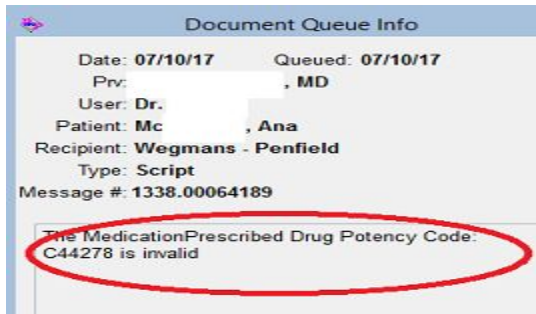 Document Queue Info
Date: 07/10/17 Queued: 07/10/17
Prv: , MD
User: Dr.
Patient: Mc , Ana
Recipient: Wegmans - Penfield
Type: Script
Message #: 1338.00064189
The MedicationPrescribed Drug Potency Code:
C44278 is invalid